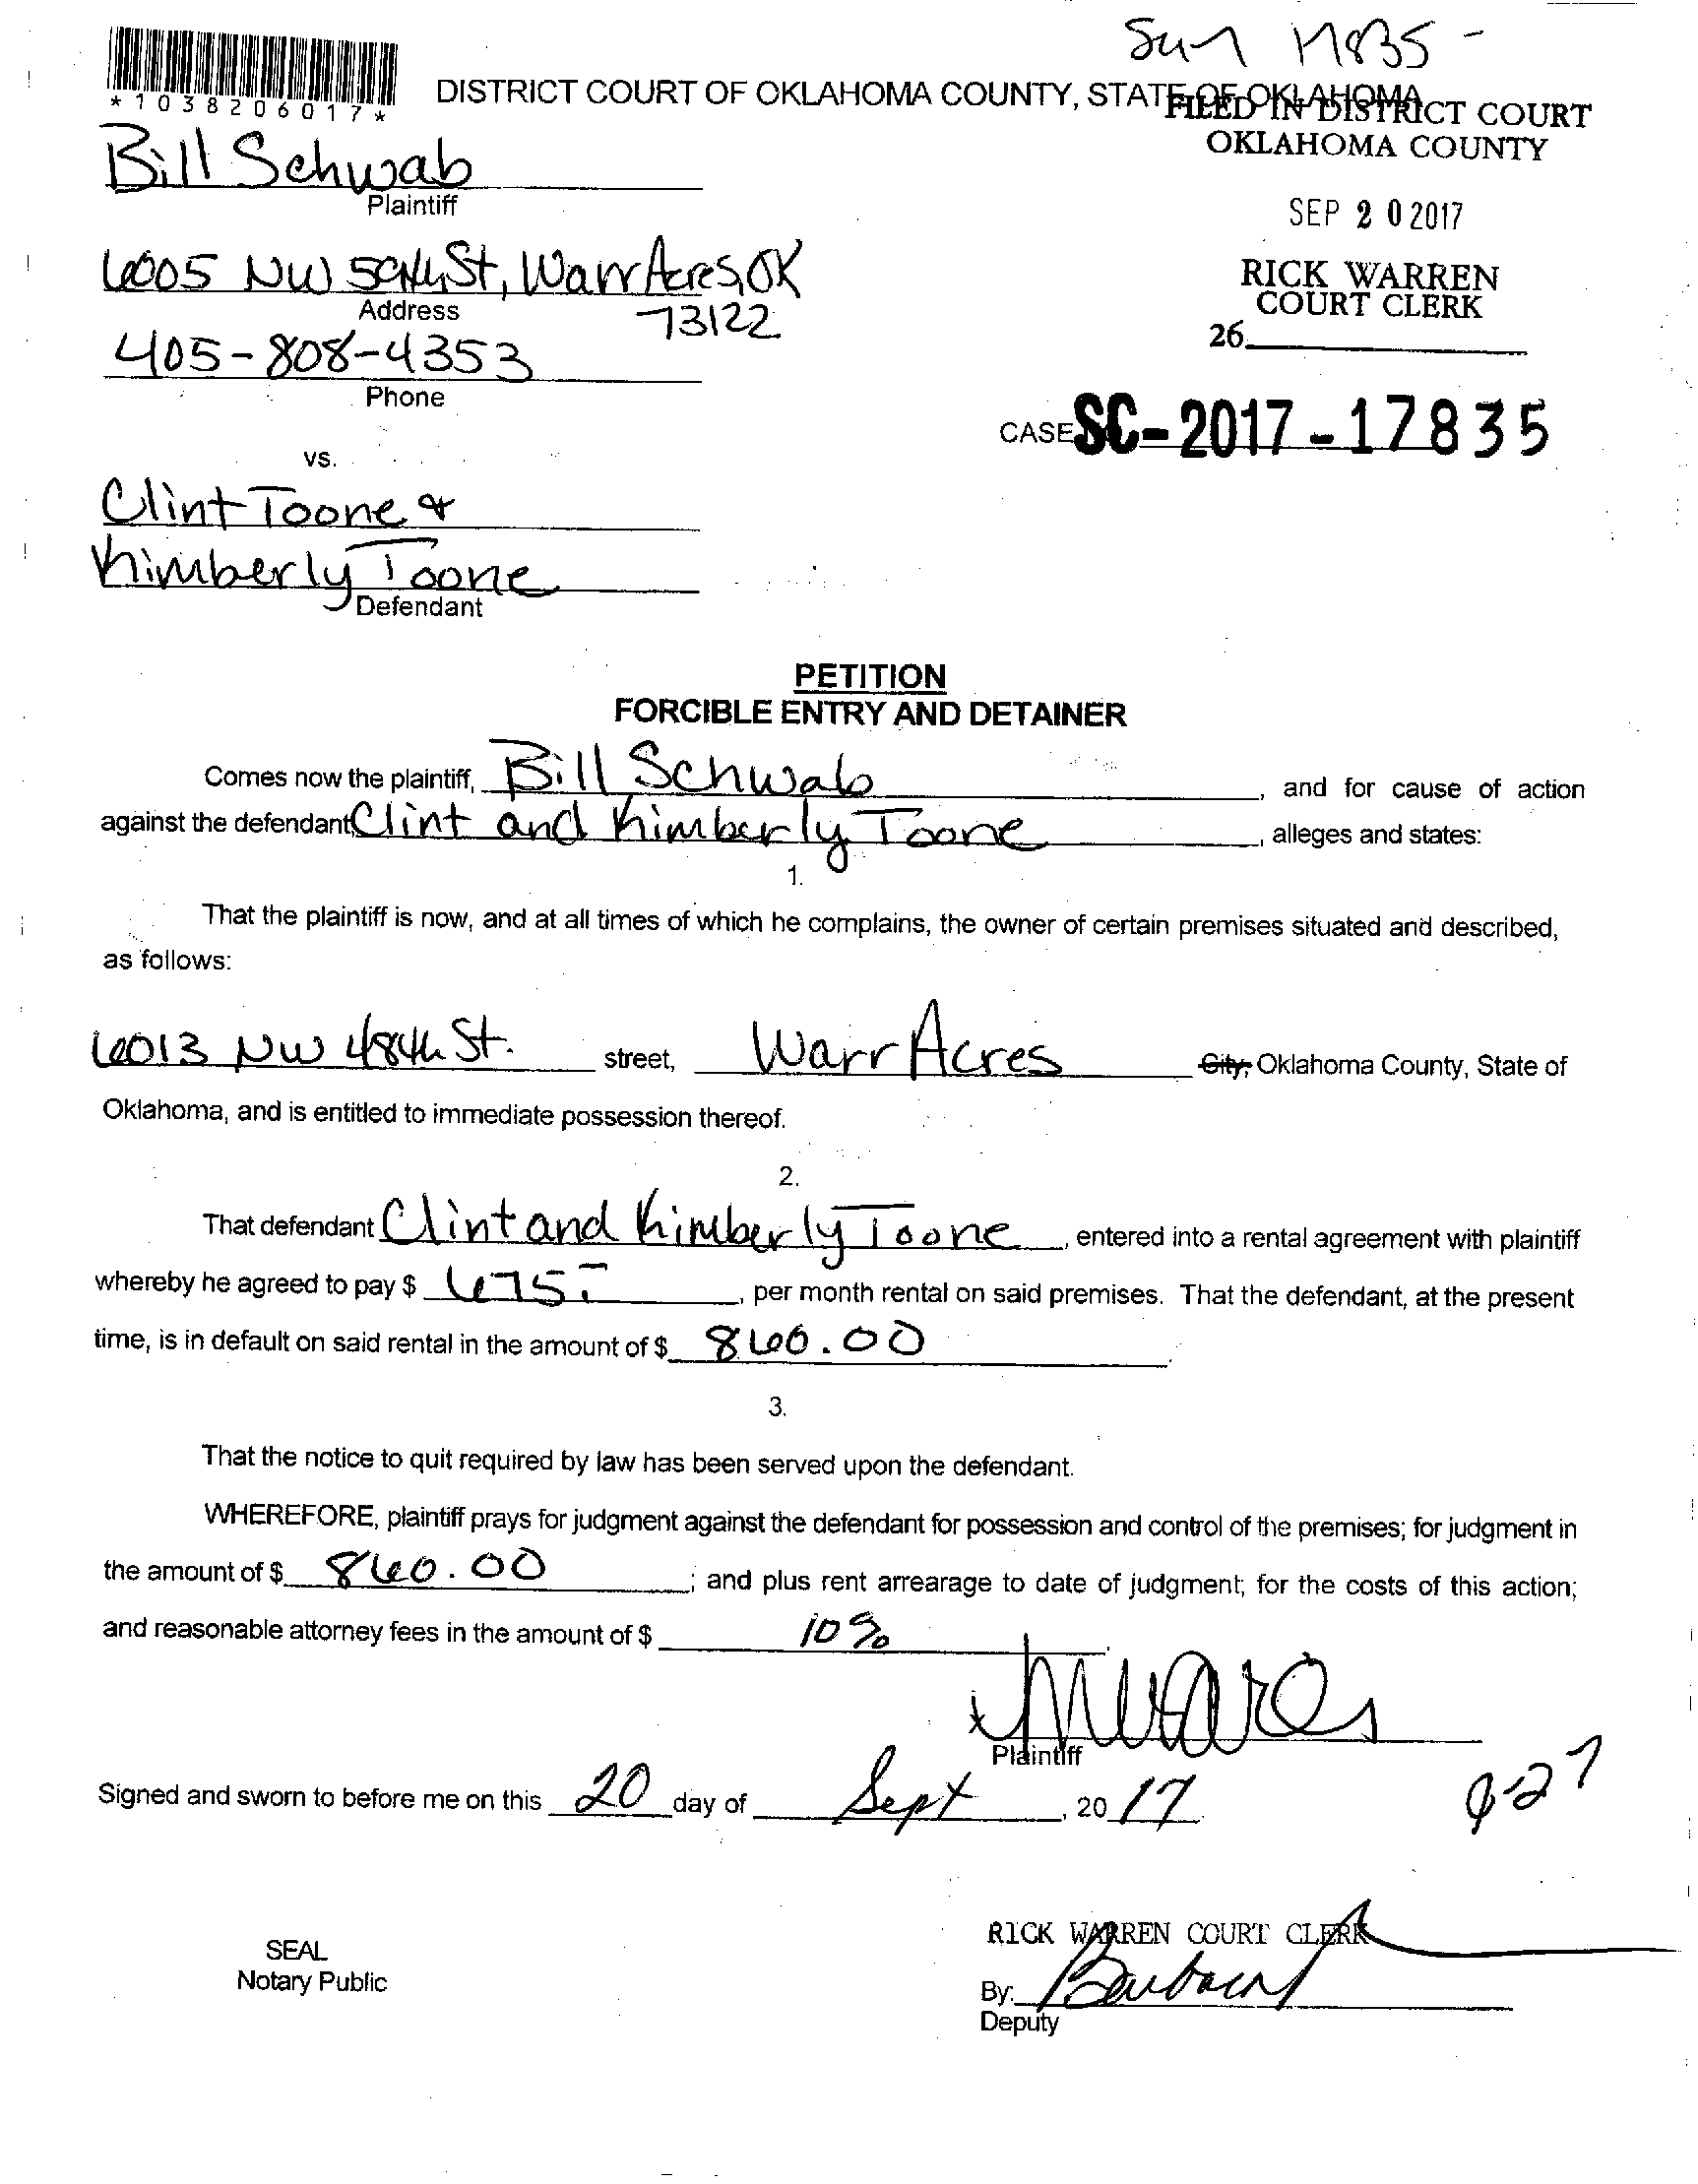 Sun 17835-
*1038206017*
DISTRICT COURT OF OKLAHOMA COUNTY, STATE OF OKLAHOMA
FILED IN DISTRICT COURT
OKLAHOMA COUNTY
Bill Schwab
Plaintiff
SEP 20 2017
6005 NW 50th St, Warr Acres, OK
Address
73122
RICK WARREN
COURT CLERK
26
405-808-4353
Phone
CASE SC-2017-17835
vs.
Clint Toone &
Kimberly Toone
Defendant
PETITION
FORCIBLE ENTRY AND DETAINER
Comes now the plaintiff, Bill Schwab, and for cause of action
against the defendant Clint and Kimberly Toone, alleges and states:
1.
That the plaintiff is now, and at all times of which he complains, the owner of certain premises situated and described,
as follows:
6013 NW 48th St. street, Warr Acres City, Oklahoma County, State of
Oklahoma, and is entitled to immediate possession thereof.
2.
That defendant Clint and Kimberly Toone, entered into a rental agreement with plaintiff
whereby he agreed to pay $ 675.-, per month rental on said premises. That the defendant, at the present
time, is in default on said rental in the amount of $ 860.00
3.
That the notice to quit required by law has been served upon the defendant.
WHEREFORE, plaintiff prays for judgment against the defendant for possession and control of the premises; for judgment in
the amount of $ 860.00; and plus rent arrearage to date of judgment; for the costs of this action;
and reasonable attorney fees in the amount of $ 10%
x
Plaintiff
Signed and sworn to before me on this 20 day of Sept, 20 17
9-27
SEAL
Notary Public
RICK WARREN COURT CLERK
By:
Deputy